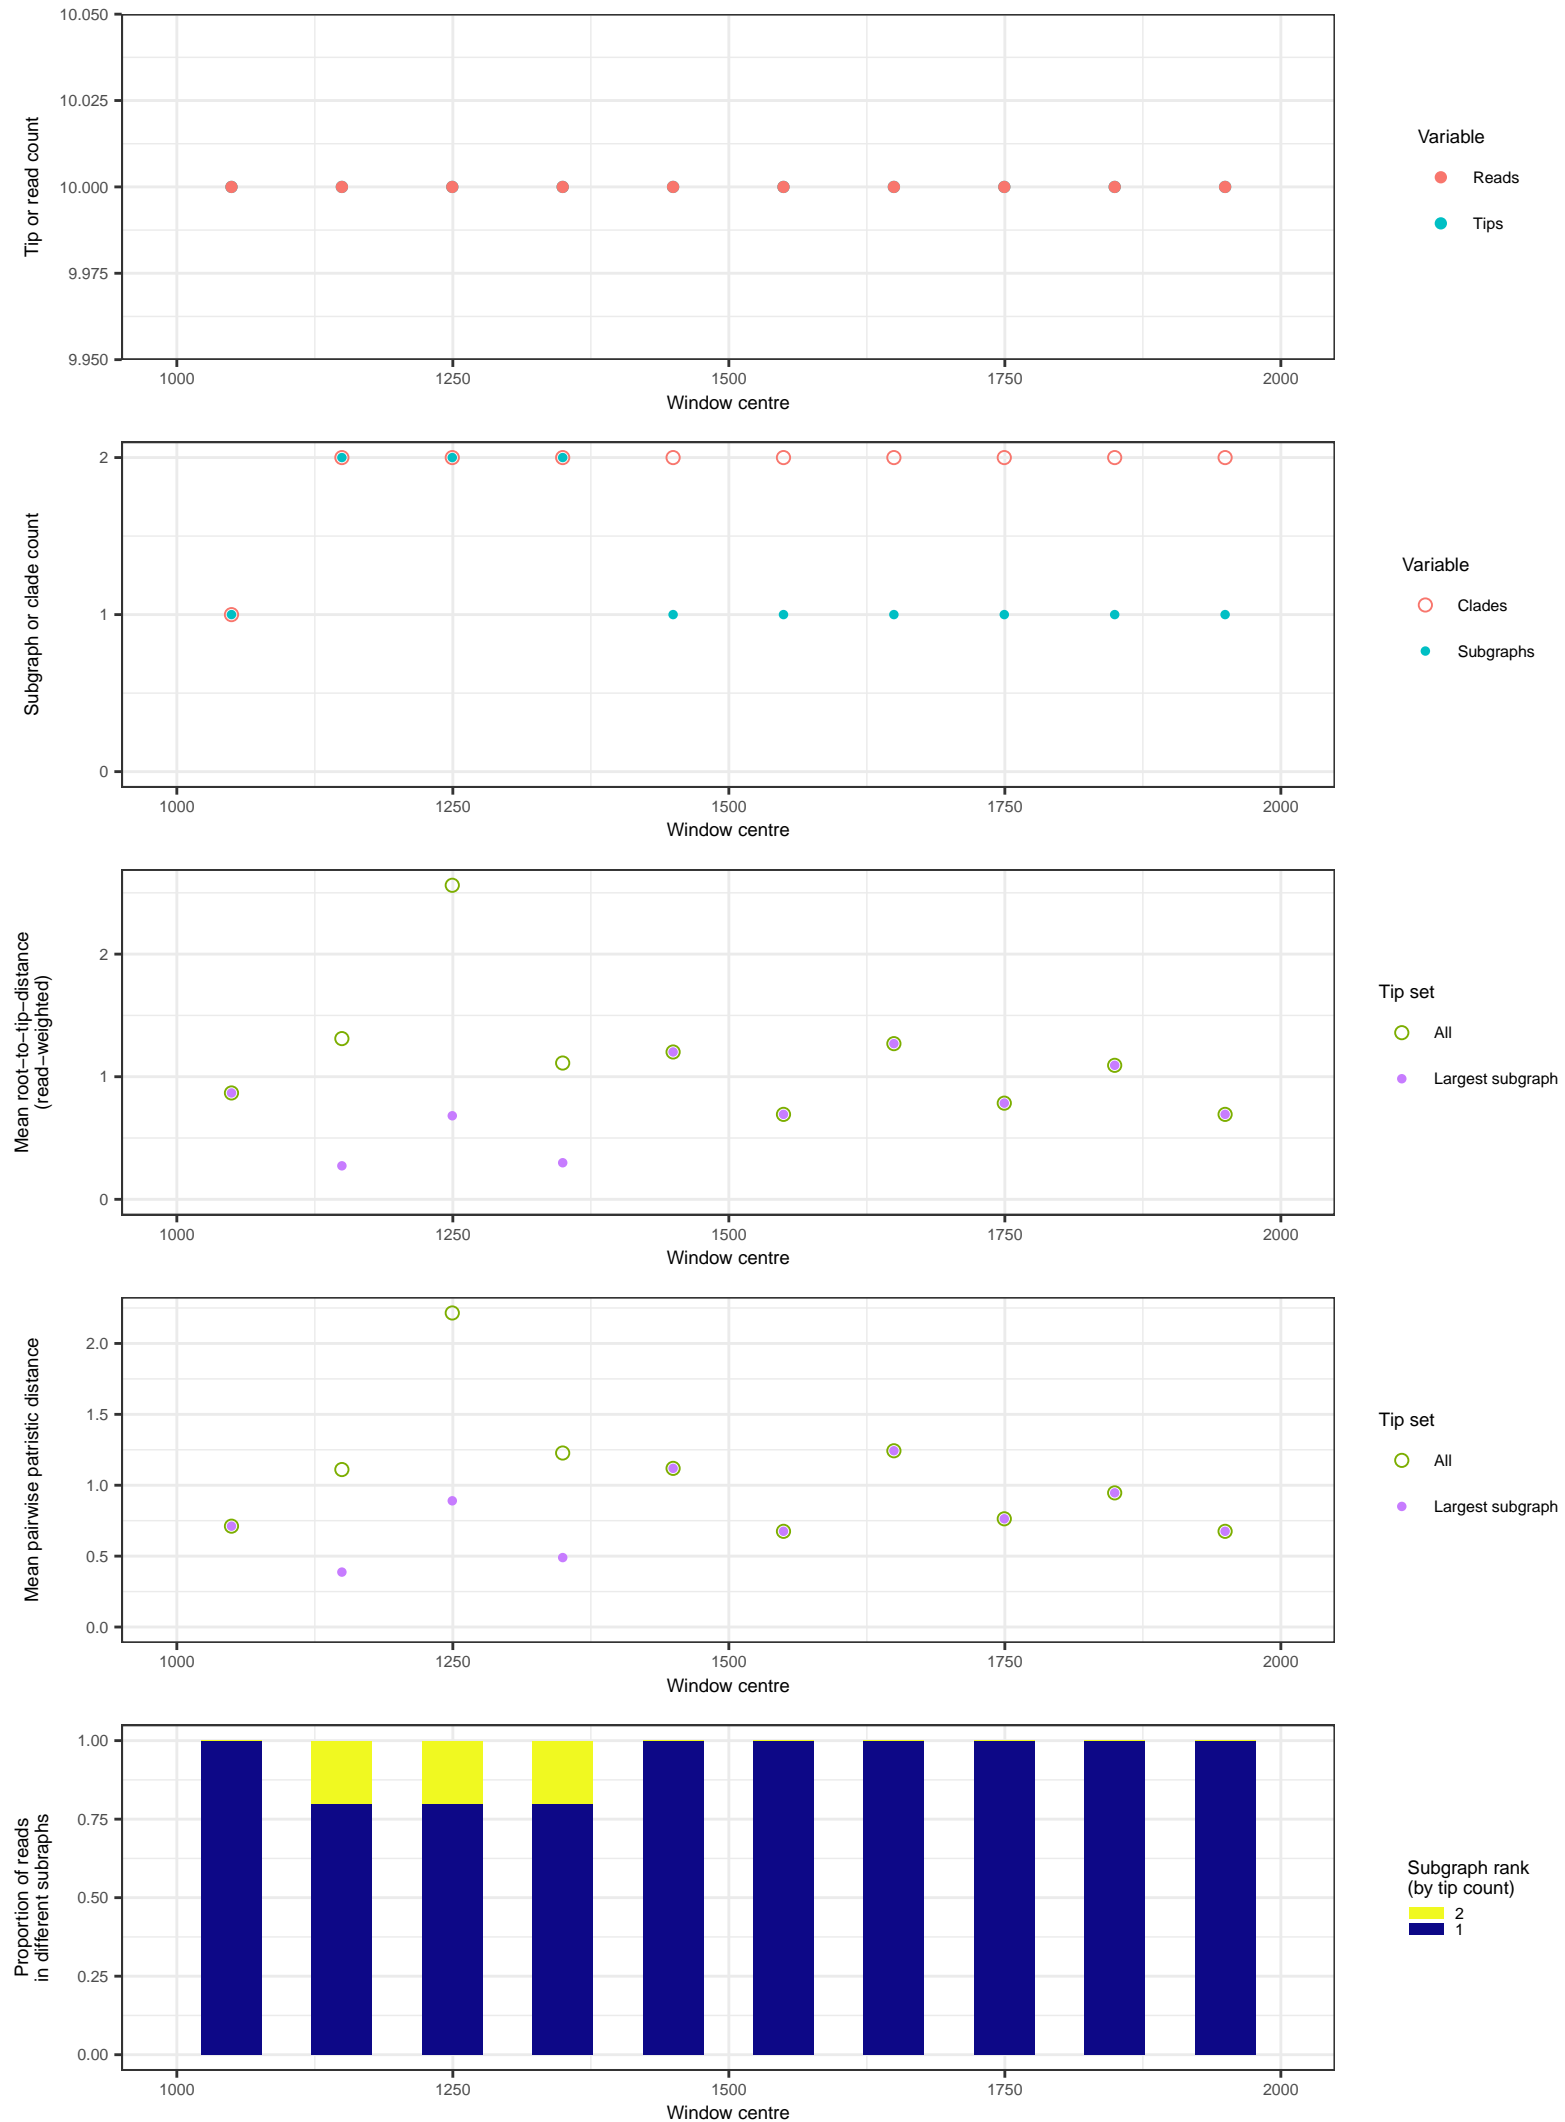 10.050
10.025
10.000
9.975
9.950
Tip or read count
1000 1250 1500 1750 2000
Window centre
Variable
Reads
Tips
2
1
0
Subgraph or clade count
1000 1250 1500 1750 2000
Window centre
Variable
Clades
Subgraphs
2
1
0
Mean root−to−tip−distance
(read−weighted)
1000 1250 1500 1750 2000
Window centre
Tip set
All
Largest subgraph
2.0
1.5
1.0
0.5
0.0
Mean pairwise patristic distance
1000 1250 1500 1750 2000
Window centre
Tip set
All
Largest subgraph
1.00
0.75
0.50
0.25
0.00
Proportion of reads
in different subraphs
1000 1250 1500 1750 2000
Window centre
Subgraph rank
(by tip count)
2
1